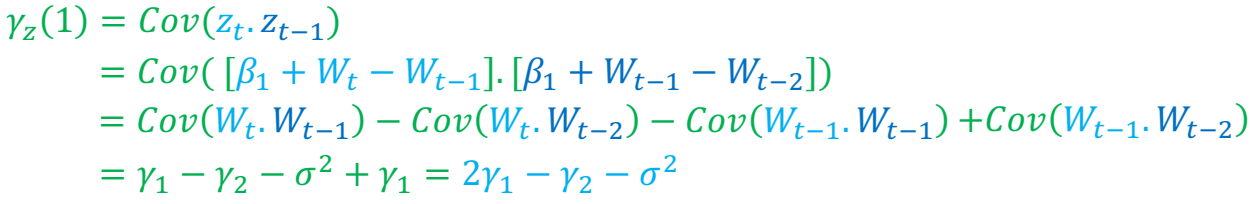 γ_z(1) = Cov(z_t. z_{t−1})
= Cov( [β_1 + W_t − W_{t−1}]. [β_1 + W_{t−1} − W_{t−2}])
= Cov(W_t. W_{t−1}) − Cov(W_t. W_{t−2}) − Cov(W_{t−1}. W_{t−1}) +Cov(W_{t−1}. W_{t−2})
= γ_1 − γ_2 − σ^2 + γ_1 = 2γ_1 − γ_2 − σ^2